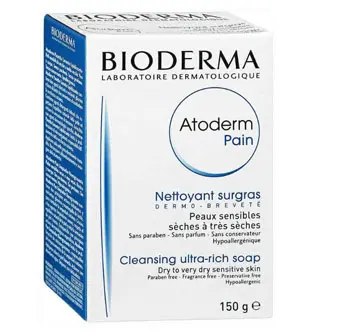 BIODERMA
LABORATOIRE DERMATOLOGIQUE
Atoderm
Pain
Nettoyant surgras
DERMO-BREVETÉ
Peaux sensibles
sèches à très sèches
Sans paraben - Sans parfum - Sans conservateur
Hypoallergénique
Cleansing ultra-rich soap
Dry to very dry sensitive skin
Paraben free - Fragrance free - Preservative free
Hypoallergenic
150 g e